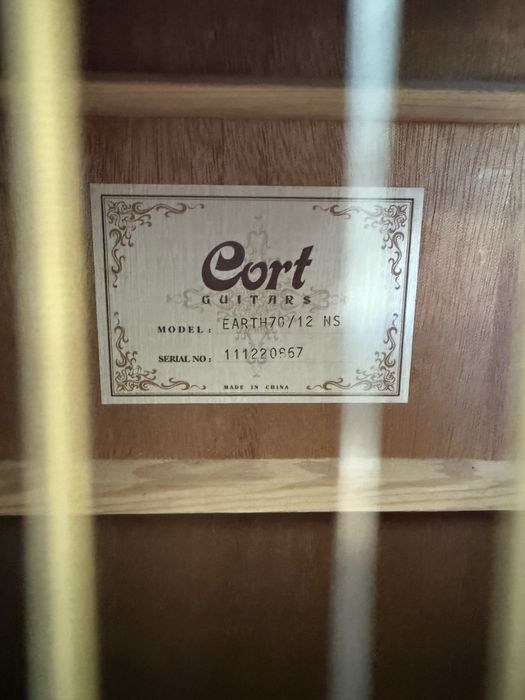 Cort
GUITARS
MODEL: EARTH70/12 NS
SERIAL NO: 111220867
MADE IN CHINA